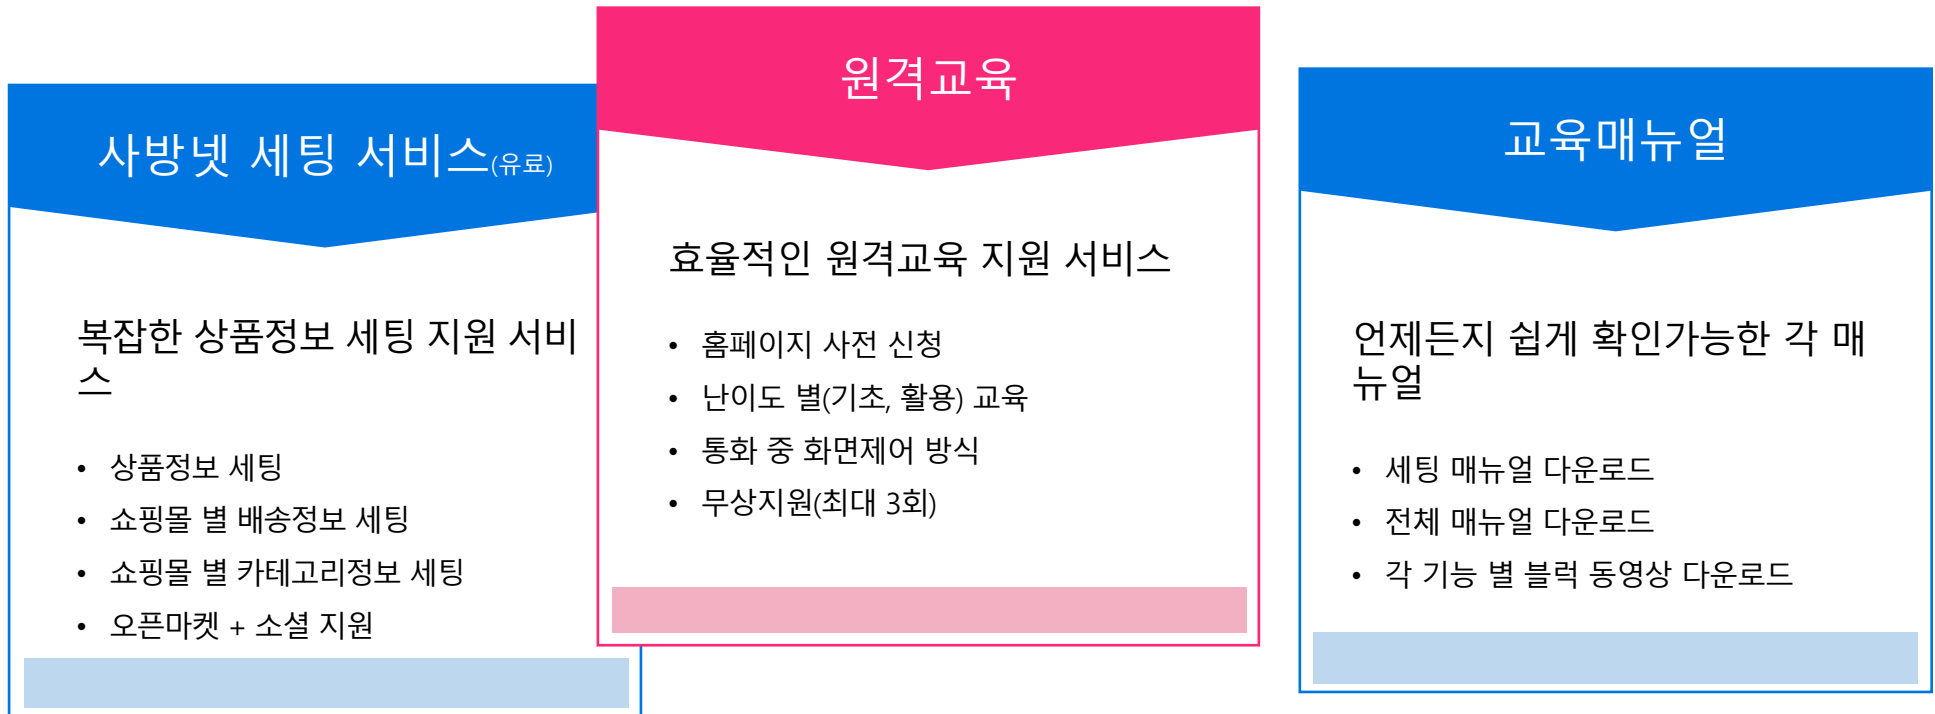 사방넷 세팅 서비스(유료)
복잡한 상품정보 세팅 지원 서비
스
• 상품정보 세팅
• 쇼핑몰 별 배송정보 세팅
• 쇼핑몰 별 카테고리정보 세팅
• 오픈마켓 + 소셜 지원
원격교육
효율적인 원격교육 지원 서비스
• 홈페이지 사전 신청
• 난이도 별(기초, 활용) 교육
• 통화 중 화면제어 방식
• 무상지원(최대 3회)
교육매뉴얼
언제든지 쉽게 확인가능한 각 매
뉴얼
• 세팅 매뉴얼 다운로드
• 전체 매뉴얼 다운로드
• 각 기능 별 블럭 동영상 다운로드